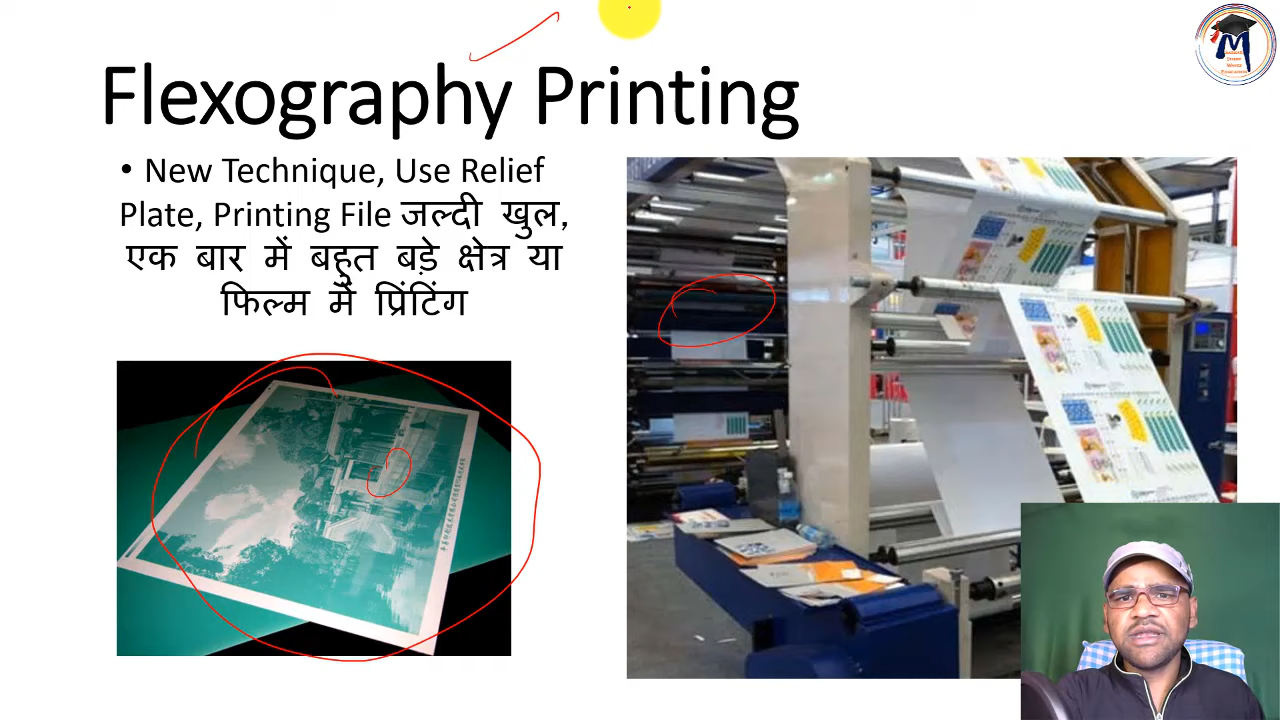 Flexography Printing
• New Technique, Use Relief
Plate, Printing File जल्दी खुल,
एक बार में बहुत बड़े क्षेत्र या
फिल्म में प्रिंटिंग
M